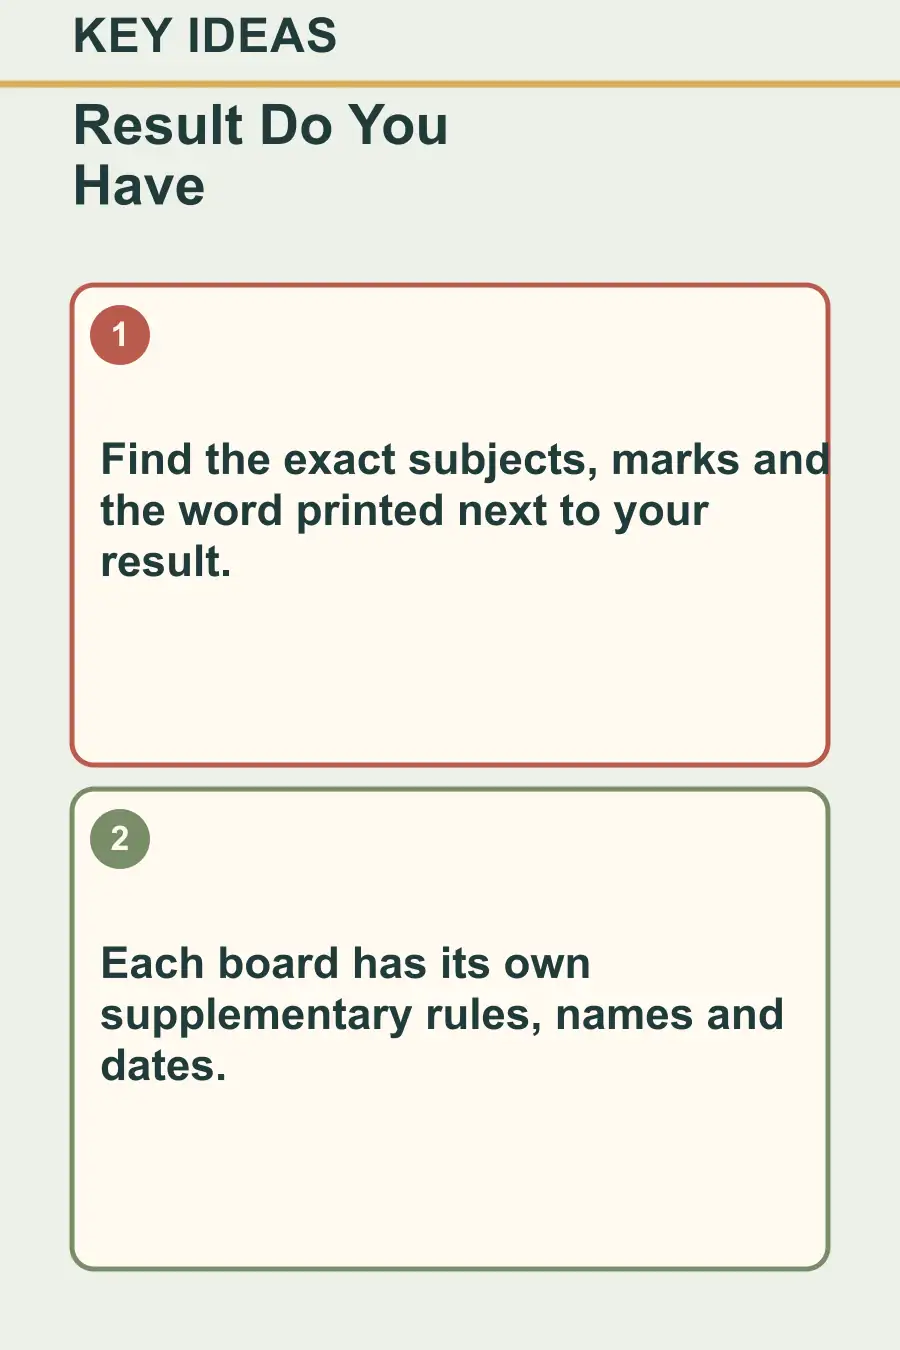 KEY IDEAS
Result Do You
Have
1
Find the exact subjects, marks and
the word printed next to your
result.
2
Each board has its own
supplementary rules, names and
dates.